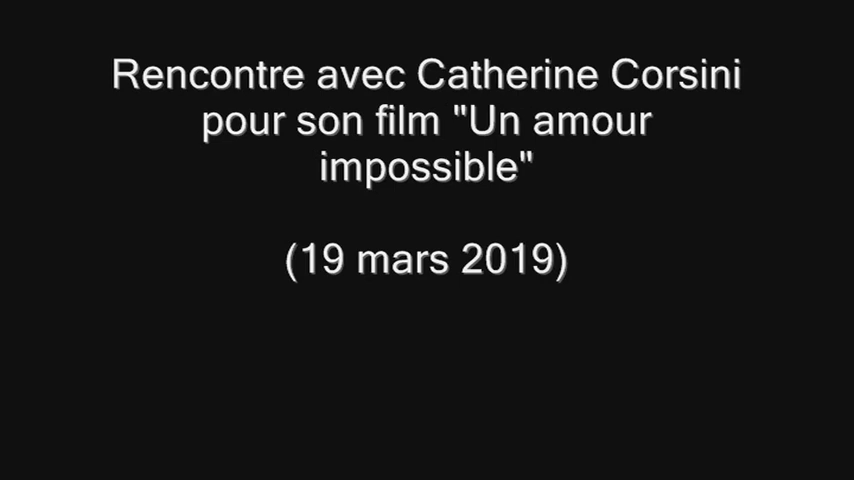 Rencontre avec Catherine Corsini
pour son film "Un amour
impossible"
(19 mars 2019)